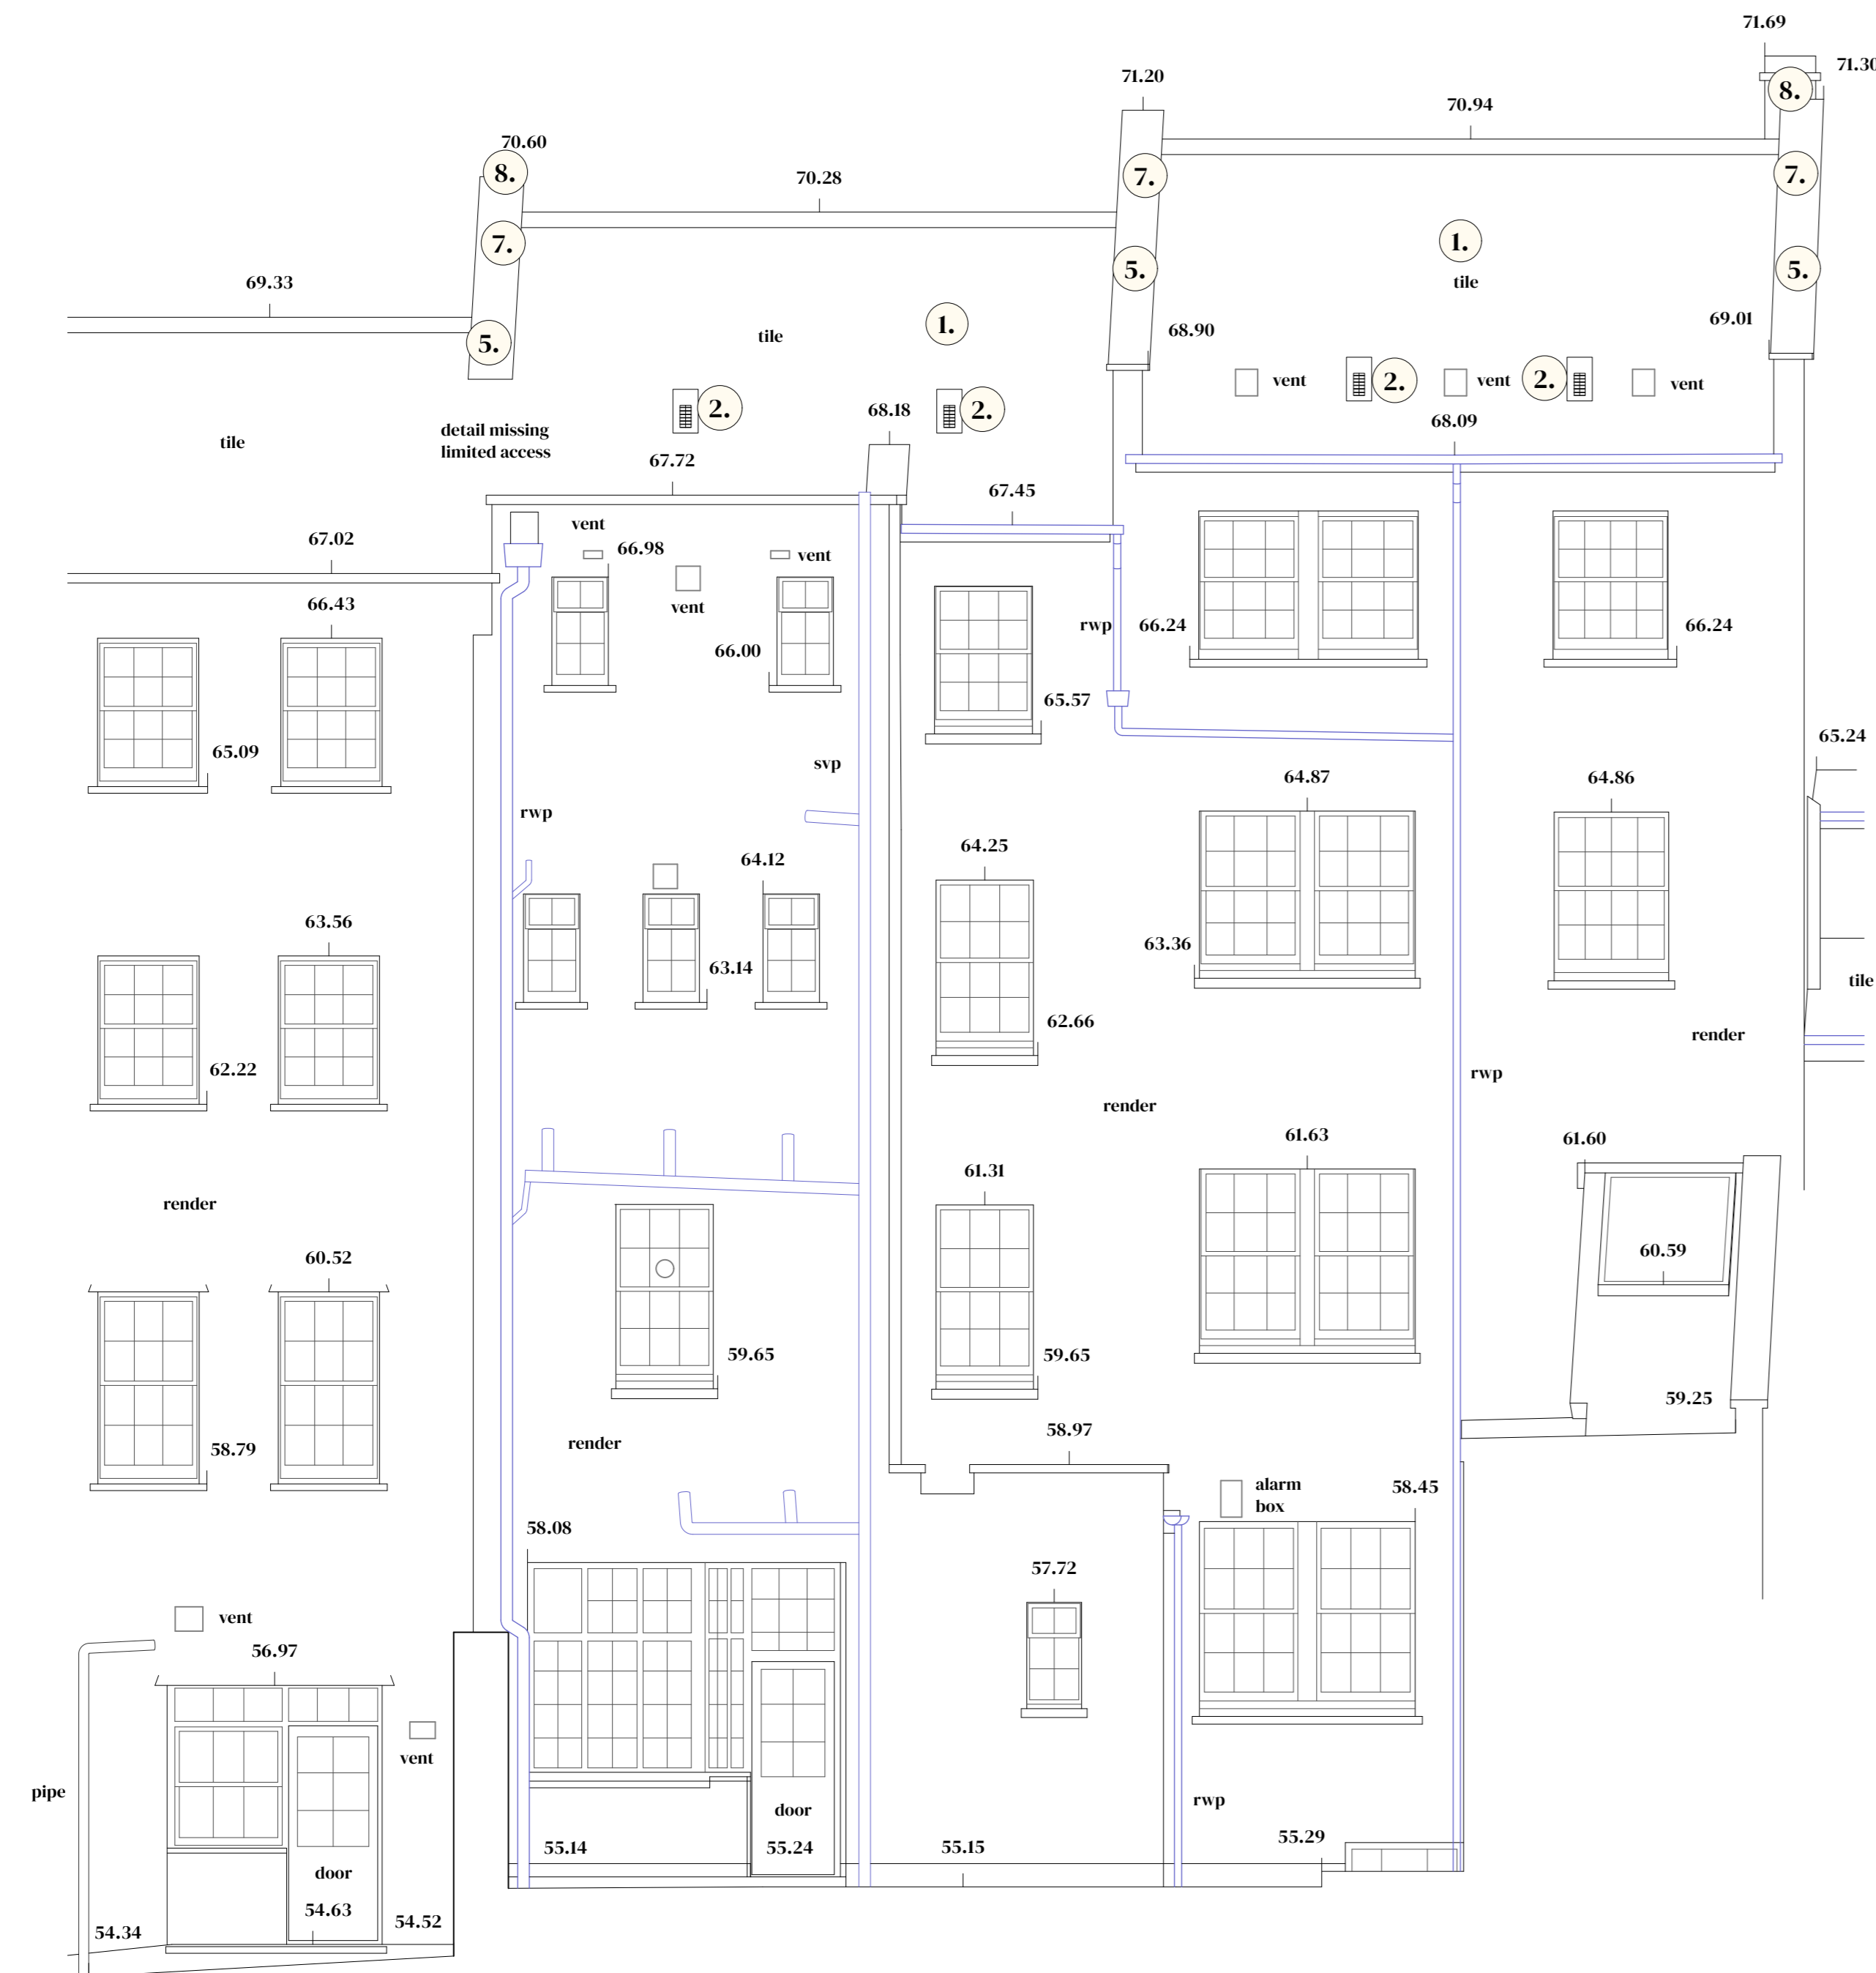 71.69
71.30
8.
71.20
70.94
70.60
8.
70.28
7.
7.
7.
1.
tile
5.
5.
69.33
1.
tile
5.
68.90
69.01
vent
2.
vent
2.
vent
2.
2.
68.18
68.09
tile
detail missing
limited access
67.72
67.45
67.02
vent
66.98
vent
vent
66.43
66.00
rwp
66.24
66.24
65.57
65.09
svp
65.24
64.87
64.86
rwp
64.25
64.12
63.56
63.14
63.36
tile
62.66
62.22
render
rwp
render
61.63
61.60
61.31
render
60.52
60.59
59.65
59.65
59.25
58.97
render
58.79
alarm
box
58.45
58.08
57.72
vent
56.97
vent
pipe
door
rwp
55.14
55.24
55.15
55.29
door
54.63
54.52
54.34